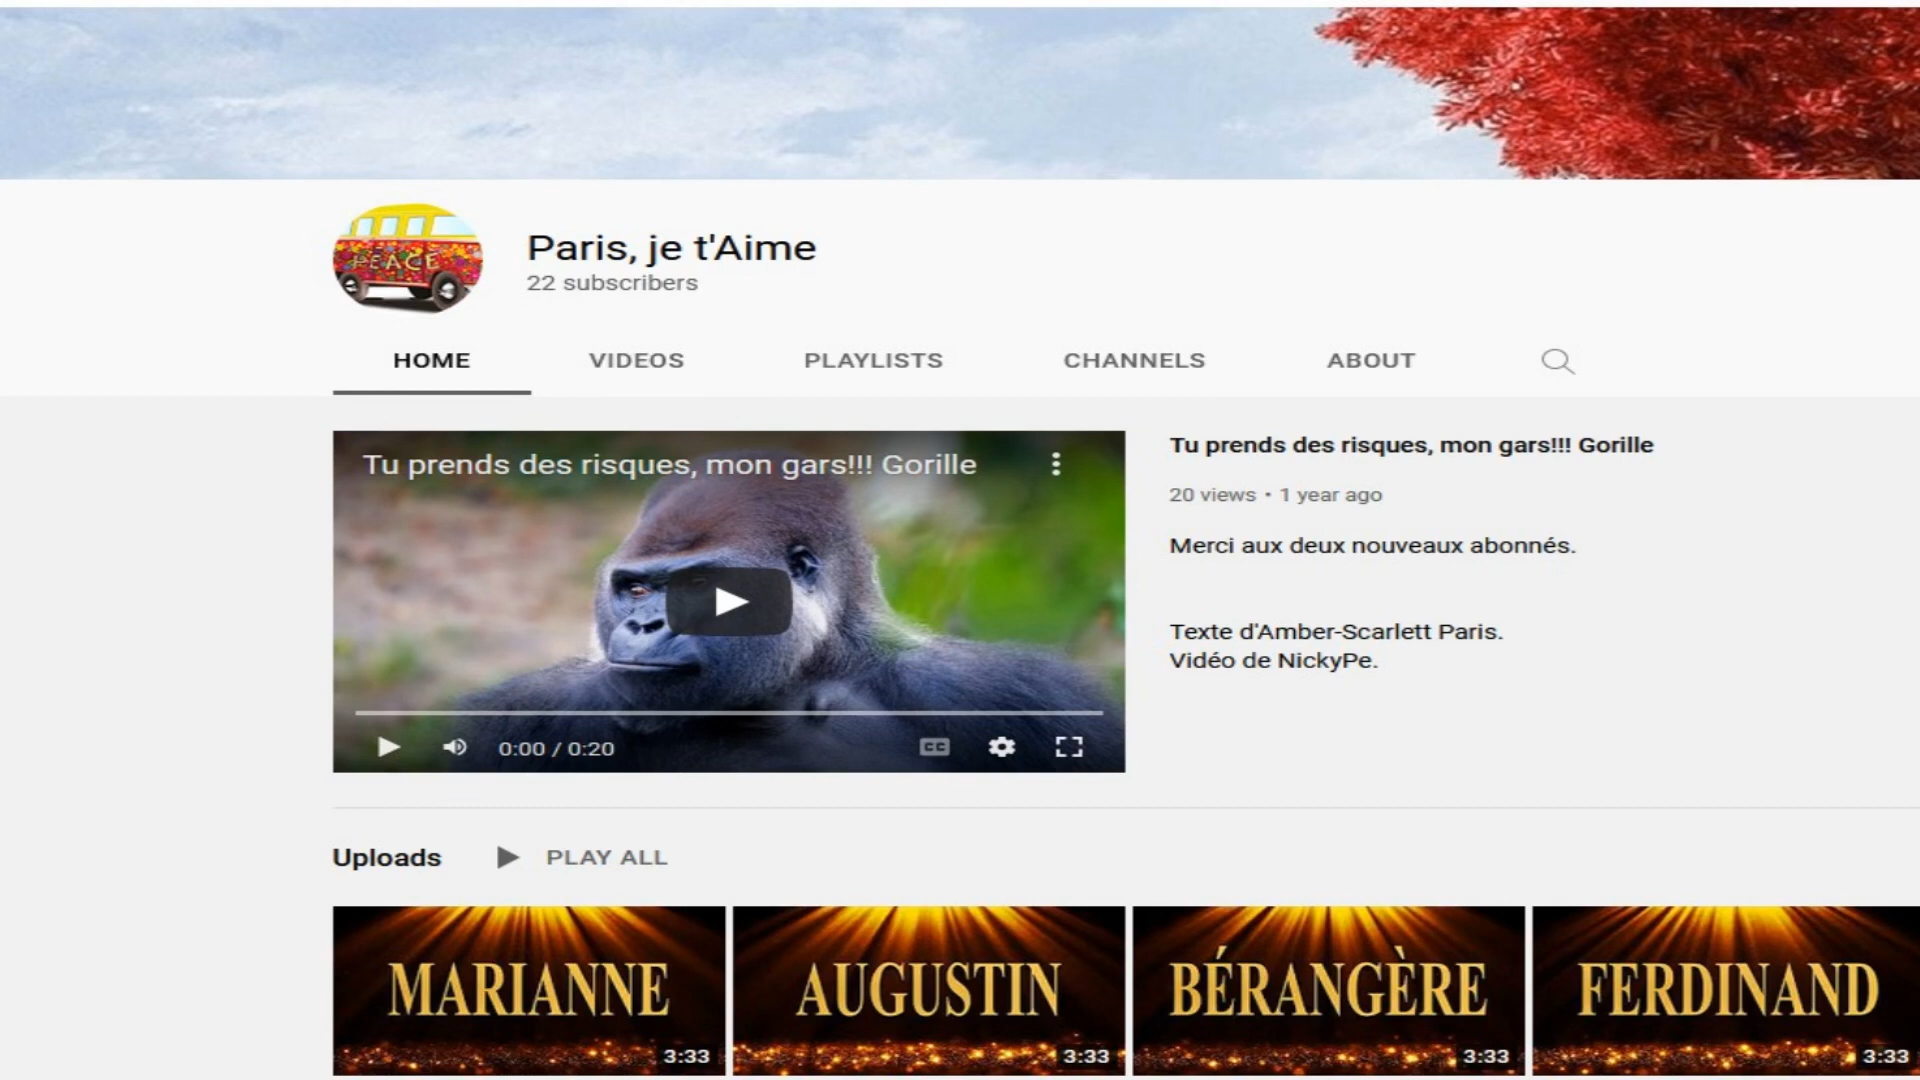 PEACE
Paris, je t'Aime
22 subscribers
HOME VIDEOS PLAYLISTS CHANNELS ABOUT
Tu prends des risques, mon gars!!! Gorille
0:00 / 0:20
CC
Tu prends des risques, mon gars!!! Gorille
20 views • 1 year ago
Merci aux deux nouveaux abonnés.
Texte d'Amber-Scarlett Paris.
Vidéo de NickyPe.
Uploads PLAY ALL
MARIANNE
3:33
AUGUSTIN
3:33
BÉRANGÈRE
3:33
FERDINAND
3:33